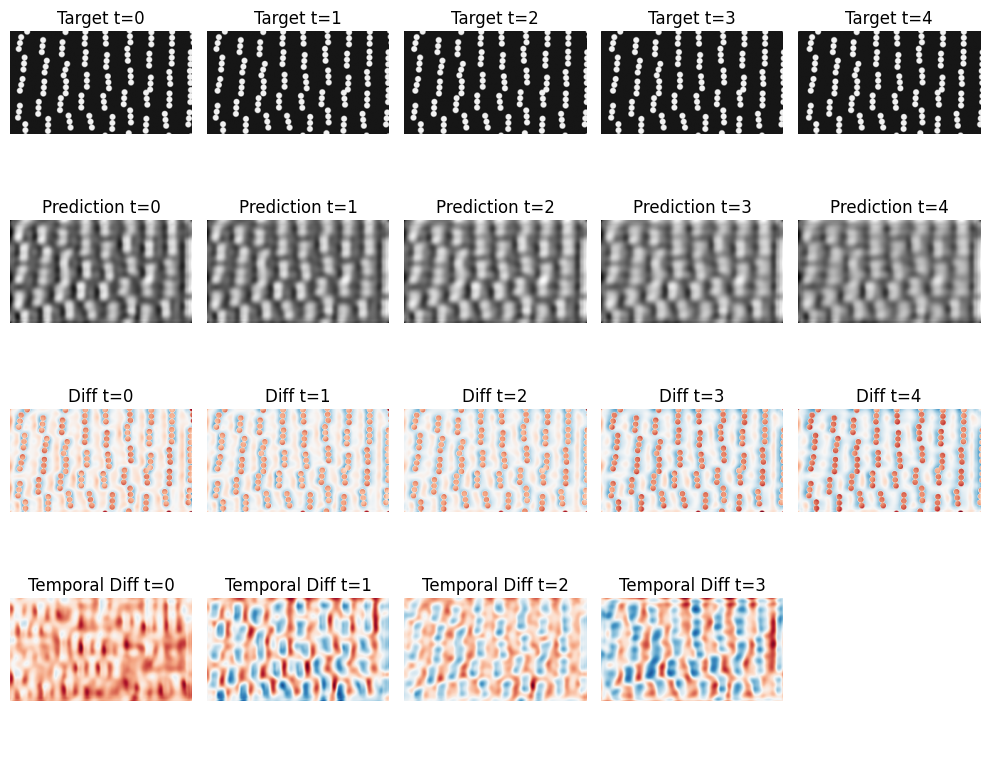 Target t=0 Target t=1 Target t=2 Target t=3 Target t=4
Prediction t=0 Prediction t=1 Prediction t=2 Prediction t=3 Prediction t=4
Diff t=0 Diff t=1 Diff t=2 Diff t=3 Diff t=4
Temporal Diff t=0 Temporal Diff t=1 Temporal Diff t=2 Temporal Diff t=3